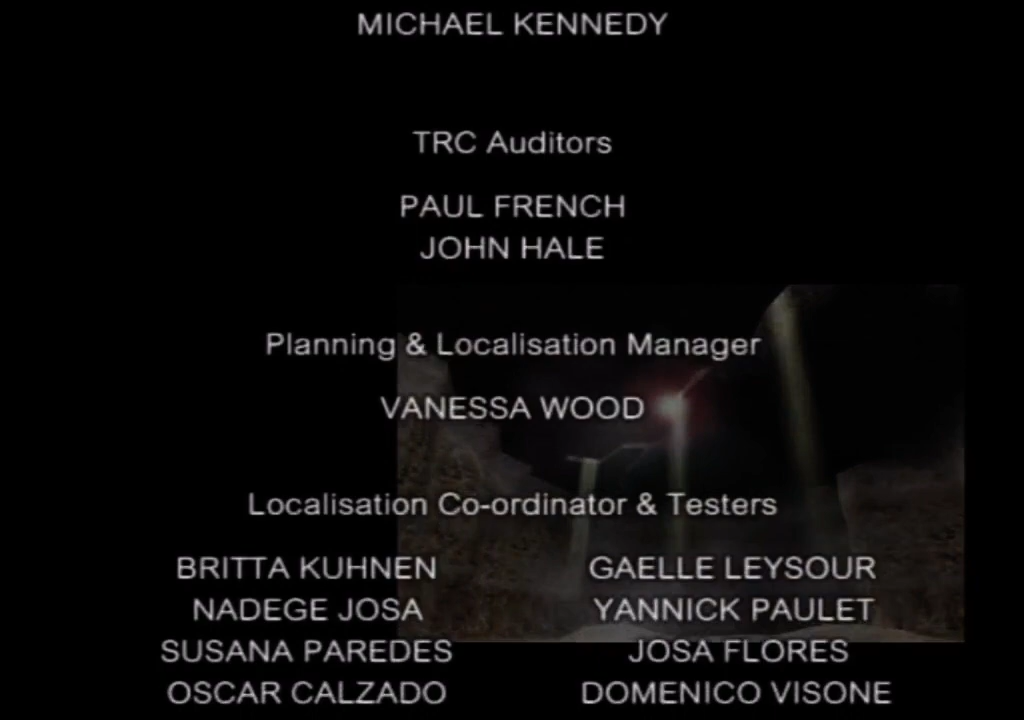 MICHAEL KENNEDY
TRC Auditors
PAUL FRENCH
JOHN HALE
Planning & Localisation Manager
VANESSA WOOD
Localisation Co-ordinator & Testers
BRITTA KUHNEN GAELLE LEYSOUR
NADEGE JOSA YANNICK PAULET
SUSANA PAREDES JOSA FLORES
OSCAR CALZADO DOMENICO VISONE